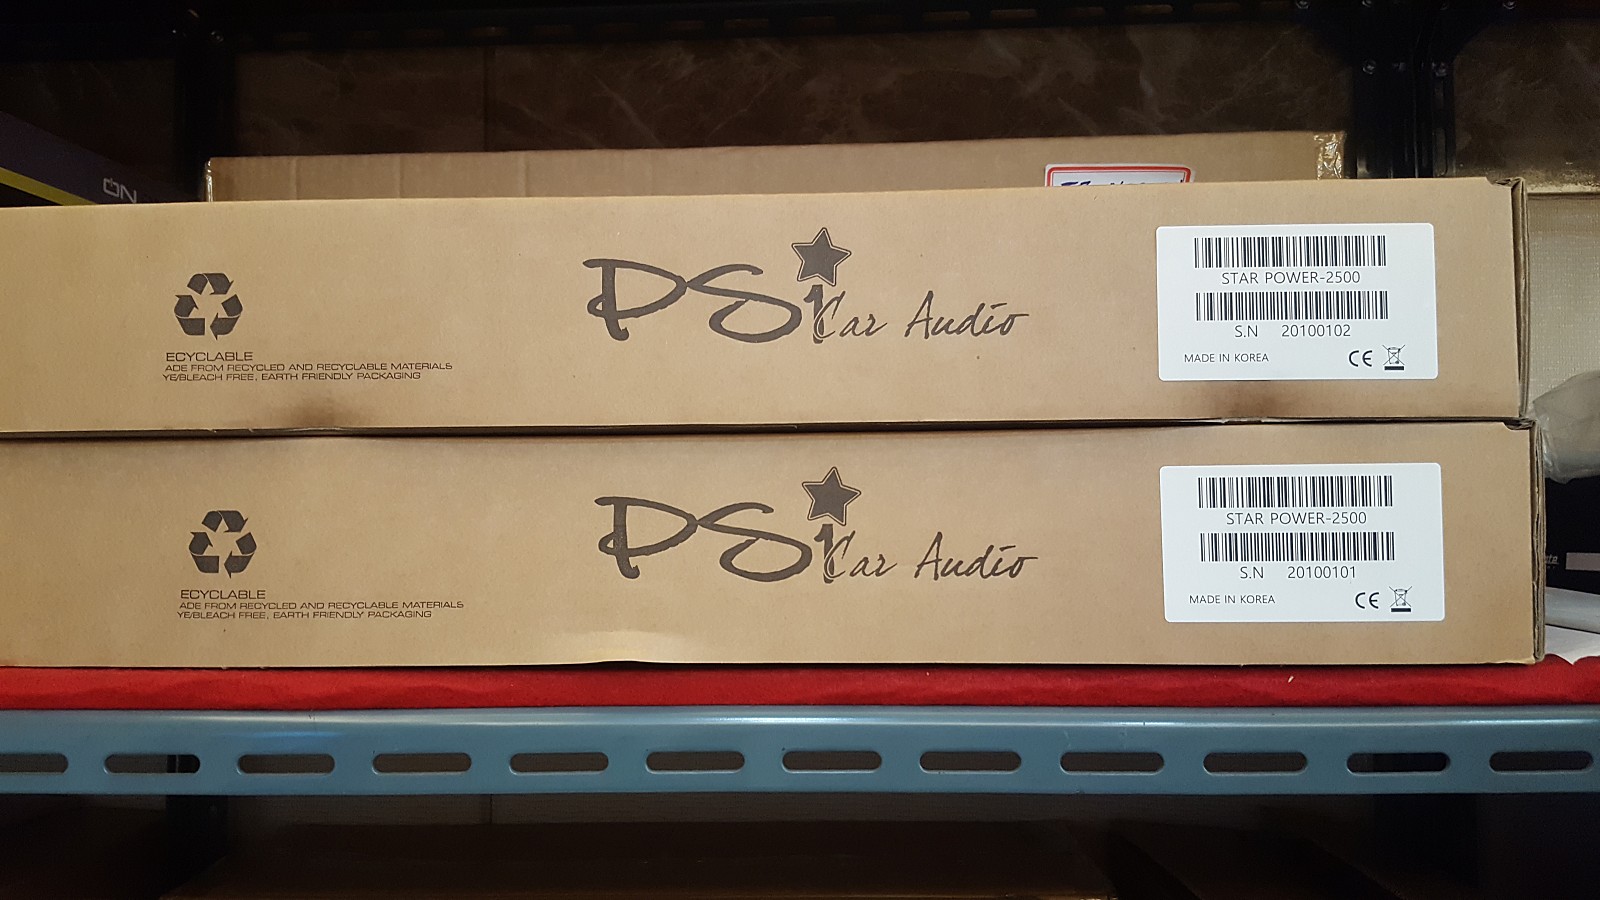 ON
PSi Car Audio
ECYCLABLE
ADE FROM RECYCLED AND RECYCLABLE MATERIALS
YE/BLEACH FREE, EARTH FRIENDLY PACKAGING
STAR POWER-2500
S.N 20100102
MADE IN KOREA CE
PSi Car Audio
ECYCLABLE
ADE FROM RECYCLED AND RECYCLABLE MATERIALS
YE/BLEACH FREE, EARTH FRIENDLY PACKAGING
STAR POWER-2500
S.N 20100101
MADE IN KOREA CE